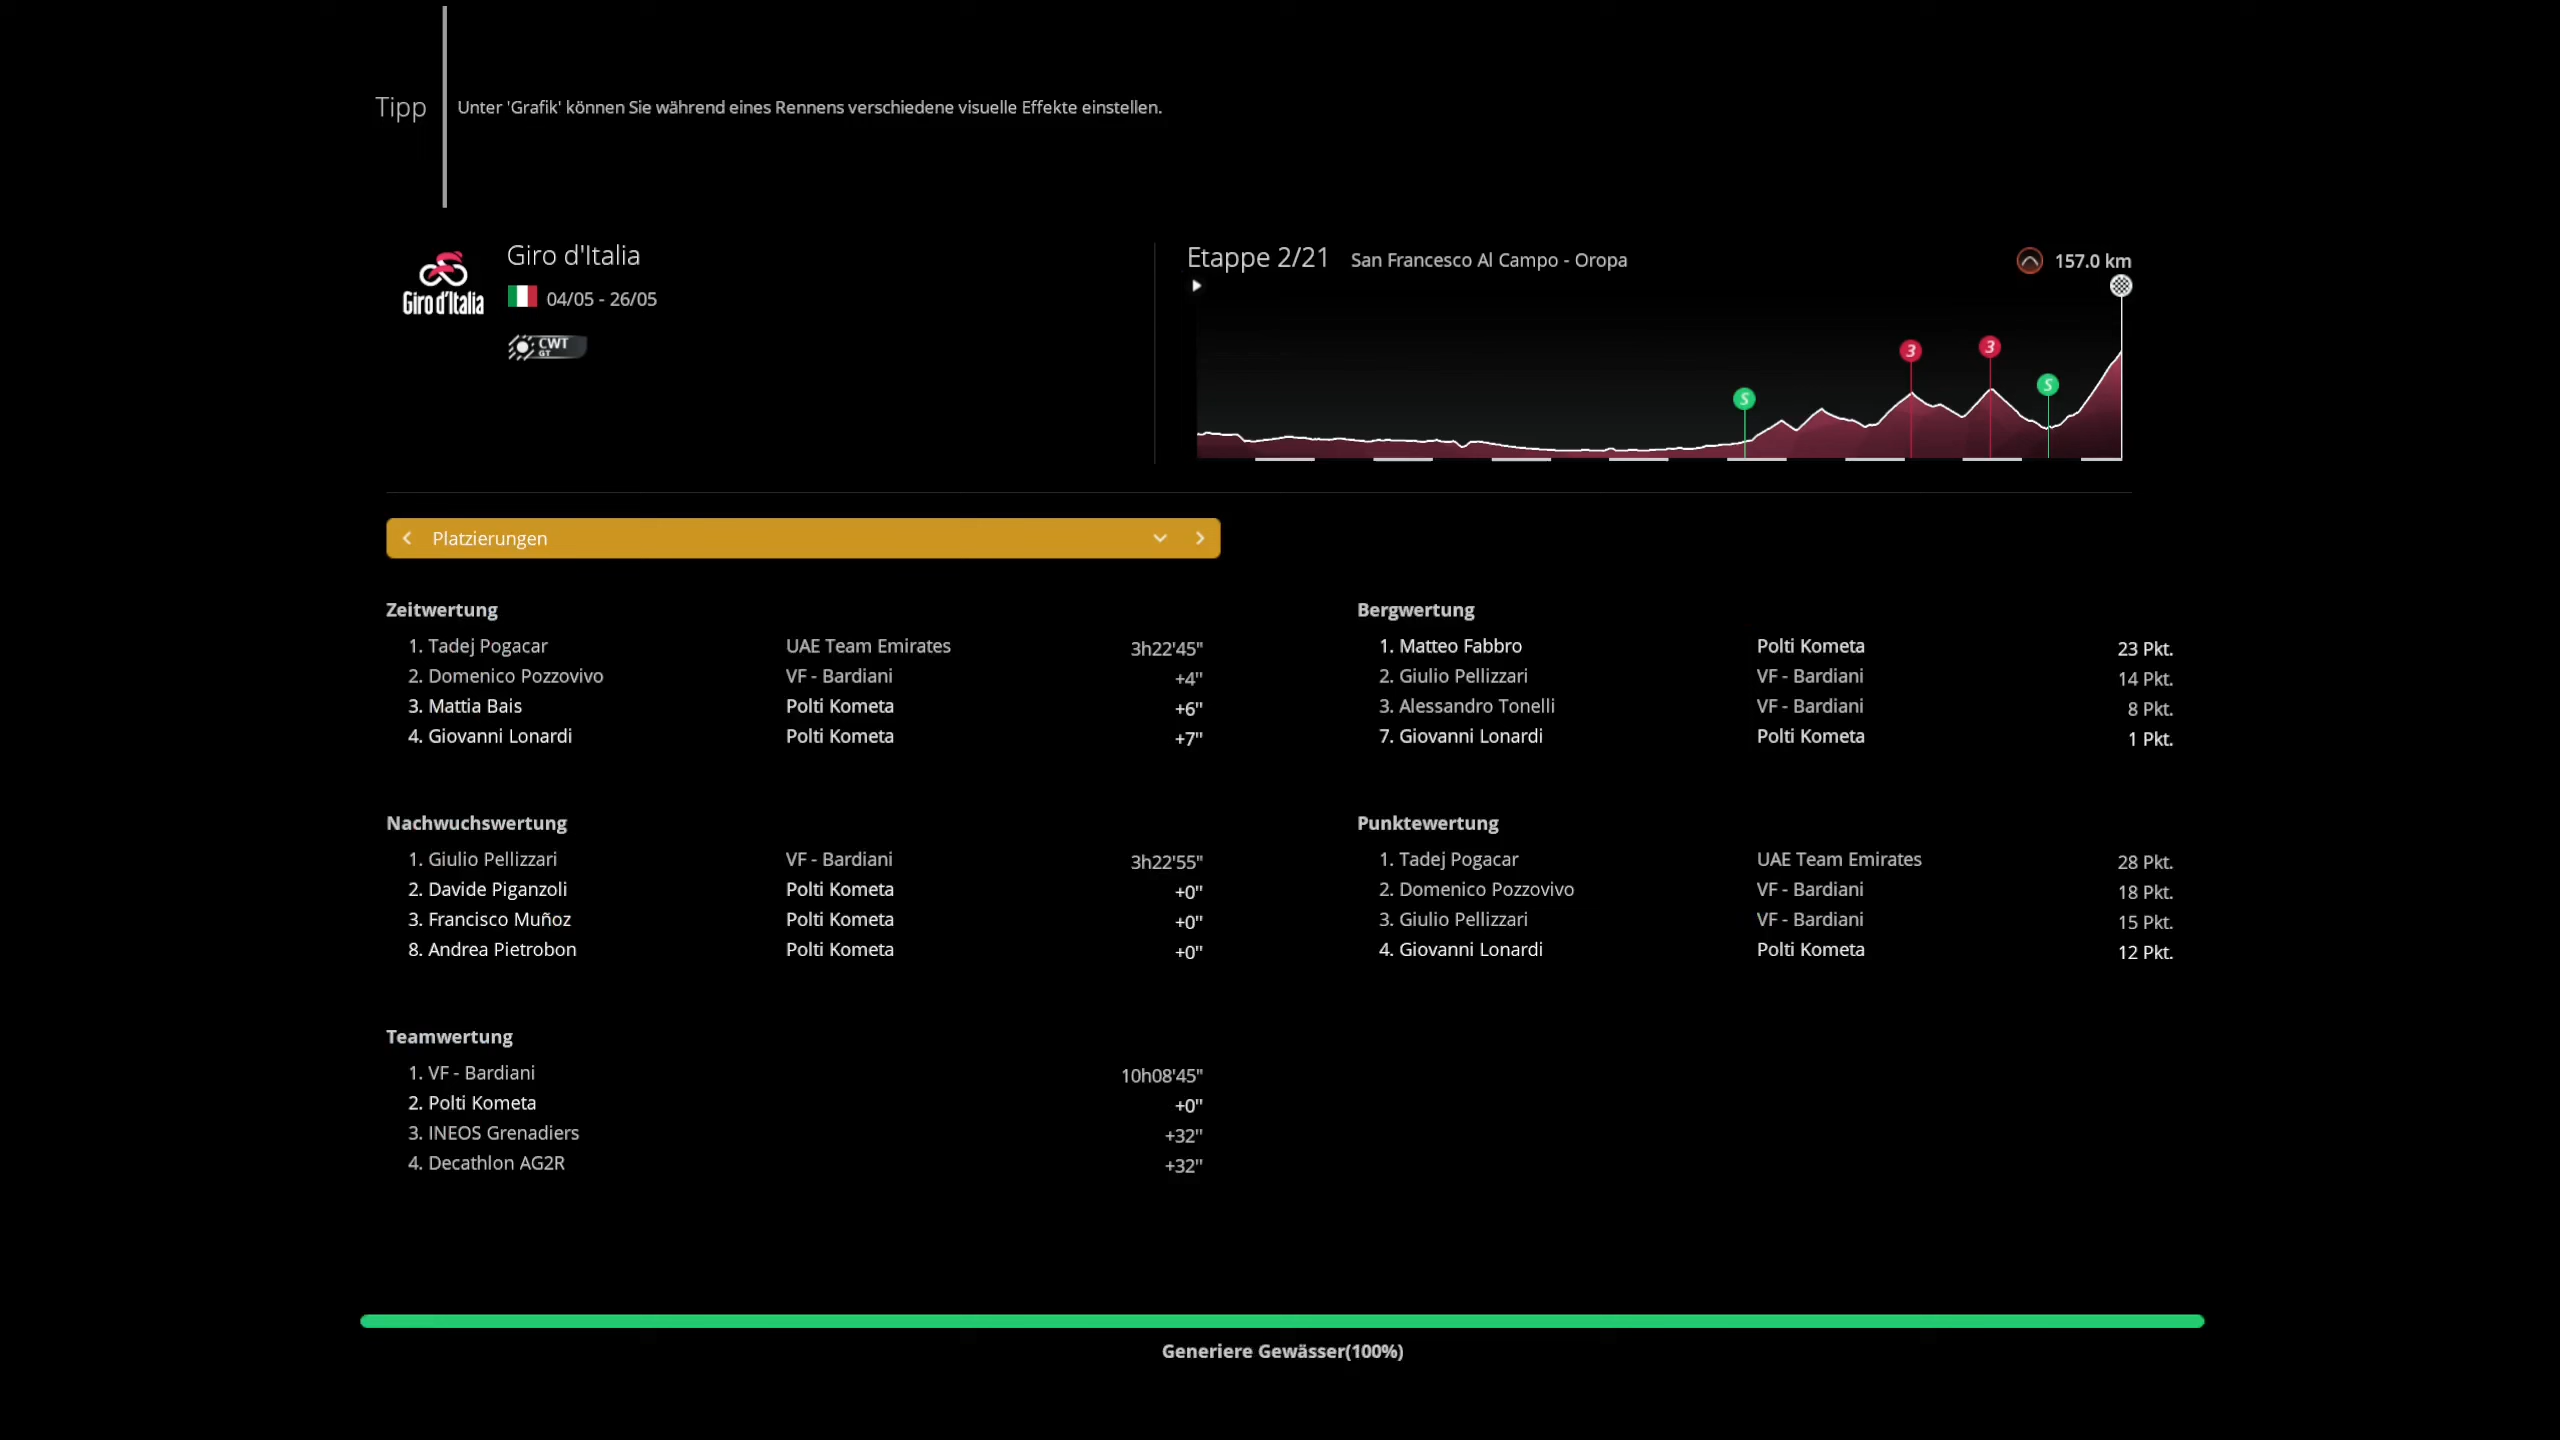 Tipp
Unter 'Grafik' können Sie während eines Rennens verschiedene visuelle Effekte einstellen.
Giro d'Italia
Giro d'Italia
04/05 - 26/05
CWT
GT
Etappe 2/21 San Francesco Al Campo - Oropa 157.0 km
3
3
S
S
Platzierungen
Zeitwertung
1. Tadej Pogacar UAE Team Emirates 3h22'45"
2. Domenico Pozzovivo VF - Bardiani +4"
3. Mattia Bais Polti Kometa +6"
4. Giovanni Lonardi Polti Kometa +7"
Bergwertung
1. Matteo Fabbro Polti Kometa 23 Pkt.
2. Giulio Pellizzari VF - Bardiani 14 Pkt.
3. Alessandro Tonelli VF - Bardiani 8 Pkt.
7. Giovanni Lonardi Polti Kometa 1 Pkt.
Nachwuchswertung
1. Giulio Pellizzari VF - Bardiani 3h22'55"
2. Davide Piganzoli Polti Kometa +0"
3. Francisco Muñoz Polti Kometa +0"
8. Andrea Pietrobon Polti Kometa +0"
Punktewertung
1. Tadej Pogacar UAE Team Emirates 28 Pkt.
2. Domenico Pozzovivo VF - Bardiani 18 Pkt.
3. Giulio Pellizzari VF - Bardiani 15 Pkt.
4. Giovanni Lonardi Polti Kometa 12 Pkt.
Teamwertung
1. VF - Bardiani 10h08'45"
2. Polti Kometa +0"
3. INEOS Grenadiers +32"
4. Decathlon AG2R +32"
Generiere Gewässer(100%)